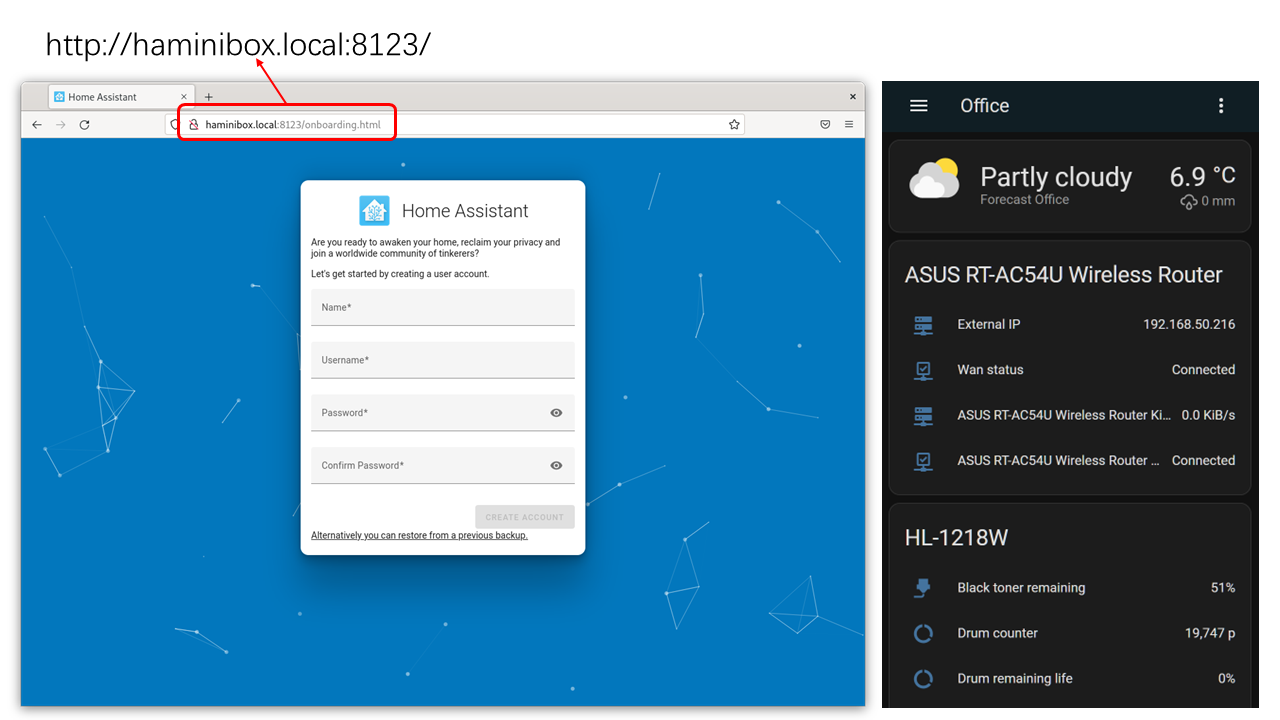 http://haminibox.local:8123/
Home Assistant
haminibox.local:8123/onboarding.html
Home Assistant
Are you ready to awaken your home, reclaim your privacy and
join a worldwide community of tinkerers?
Let's get started by creating a user account.
Name*
Username*
Password*
Confirm Password*
CREATE ACCOUNT
Alternatively you can restore from a previous backup.
Office
Partly cloudy 6.9 °C
Forecast Office 0 mm
ASUS RT-AC54U Wireless Router
External IP 192.168.50.216
Wan status Connected
ASUS RT-AC54U Wireless Router Ki... 0.0 KiB/s
ASUS RT-AC54U Wireless Router ... Connected
HL-1218W
Black toner remaining 51%
Drum counter 19,747 p
Drum remaining life 0%